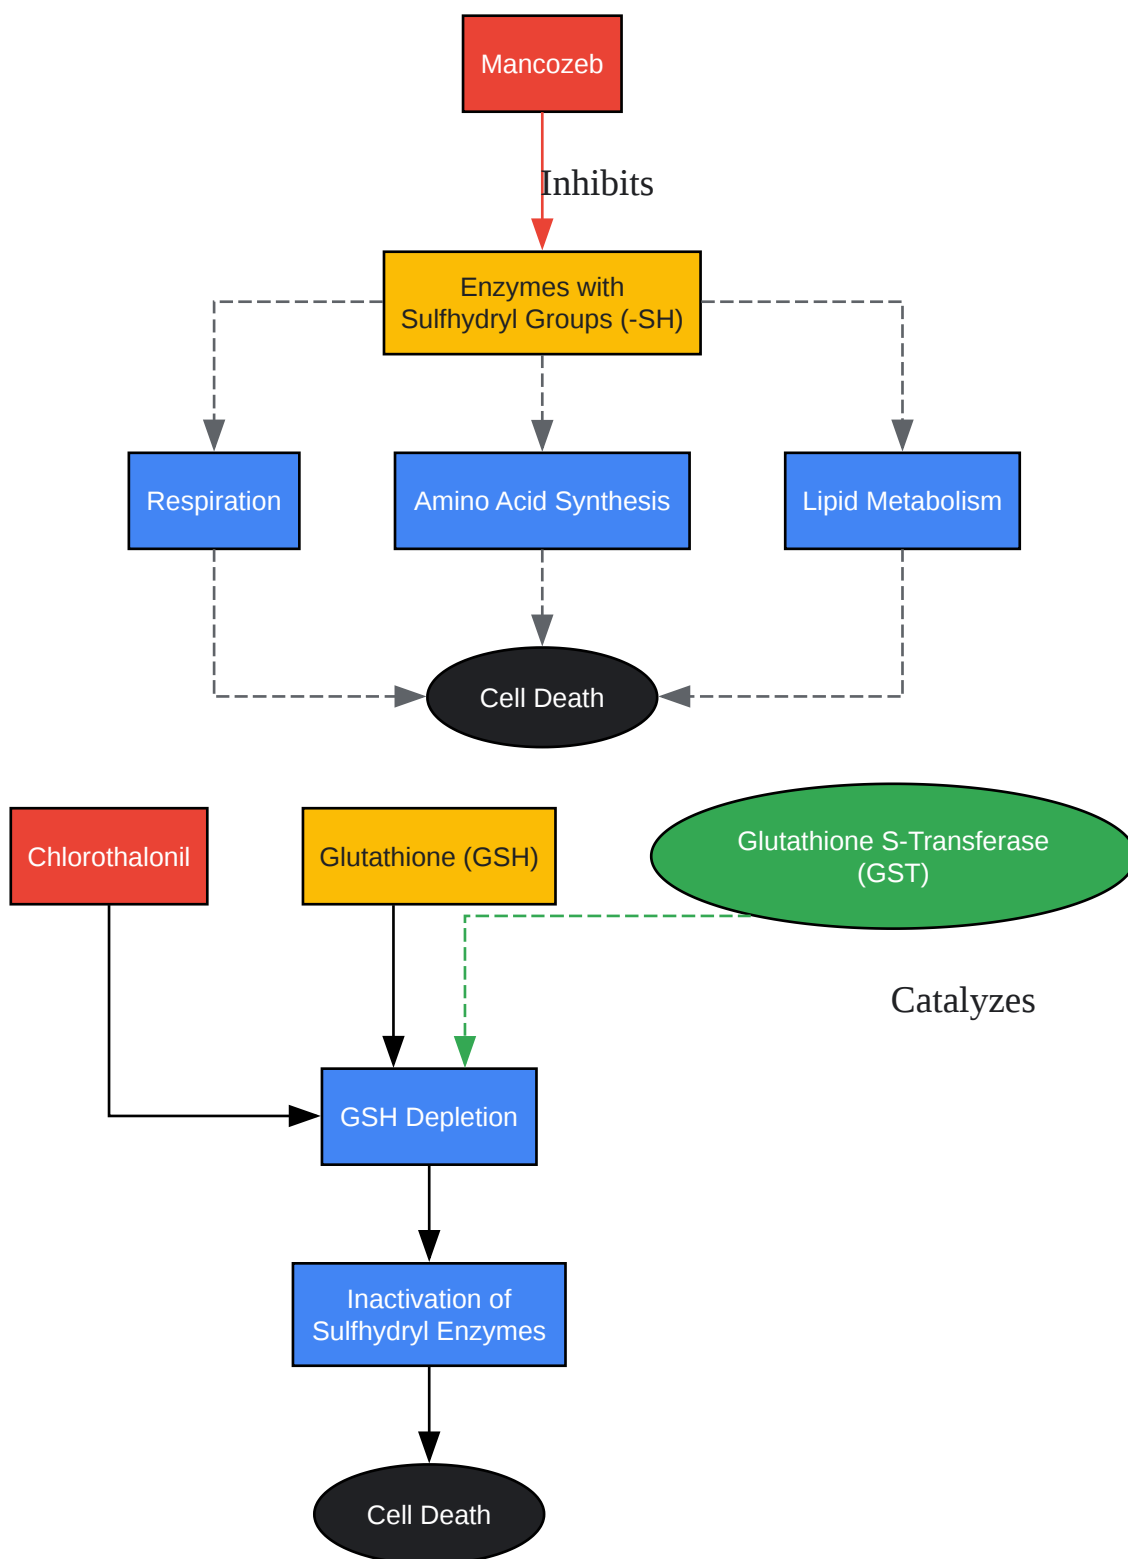 Mancozeb
Inhibits
Enzymes with
Sulfhydryl Groups (-SH)
Respiration
Amino Acid Synthesis
Lipid Metabolism
Cell Death
Chlorothalonil
Glutathione (GSH)
Glutathione S-Transferase
(GST)
Catalyzes
GSH Depletion
Inactivation of
Sulfhydryl Enzymes
Cell Death